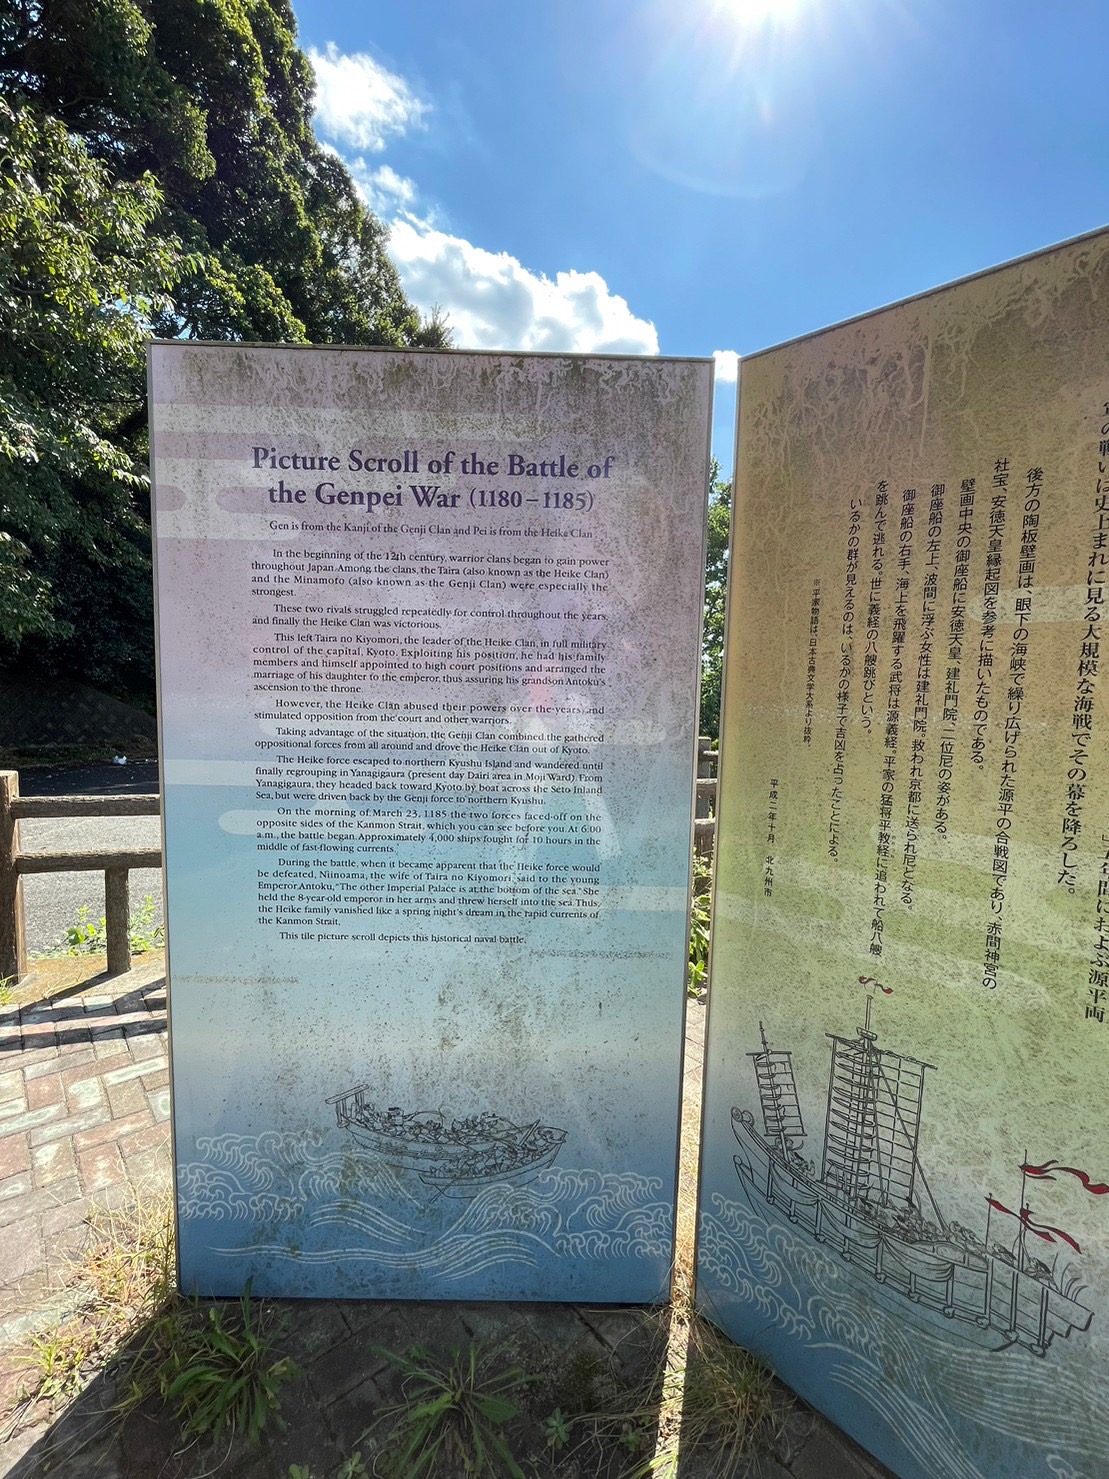 Picture Scroll of the Battle of
the Genpei War (1180–1185)
Gen is from the Kanji of the Genji Clan and Pei is from the Heike Clan
In the beginning of the 12th century, warrior clans began to gain power
throughout Japan. Among the clans, the Taira (also known as the Heike Clan)
and the Minamoto (also known as the Genji Clan) were especially the
strongest.
These two rivals struggled repeatedly for control throughout the years,
and finally the Heike Clan was victorious.
This left Taira no Kiyomori, the leader of the Heike Clan, in full military
control of the capital, Kyoto. Exploiting his position, he had his family
members and himself appointed to high court positions and arranged the
marriage of his daughter to the emperor, thus assuring his grandson Antoku's
ascension to the throne.
However, the Heike Clan abused their powers over the years, and
stimulated opposition from the court and other warriors.
Taking advantage of the situation, the Genji Clan combined the gathered
oppositional forces from all around and drove the Heike Clan out of Kyoto.
The Heike force escaped to northern Kyushu Island and wandered until
finally regrouping in Yanagigaura (present day Dairi area in Moji Ward). From
Yanagigaura, they headed back toward Kyoto by boat across the Seto Inland
Sea, but were driven back by the Genji force to northern Kyushu.
On the morning of March 23, 1185 the two forces faced-off on the
opposite sides of the Kanmon Strait, which you can see before you. At 6:00
a.m., the battle began. Approximately 4,000 ships fought for 10 hours in the
middle of fast-flowing currents.
During the battle, when it became apparent that the Heike force would
be defeated, Niinoama, the wife of Taira no Kiyomori, said to the young
Emperor Antoku, "The other Imperial Palace is at the bottom of the sea." She
held the 8-year-old emperor in her arms and threw herself into the sea. Thus,
the Heike family vanished like a spring night's dream in the rapid currents of
the Kanmon Strait.
This tile picture scroll depicts this historical naval battle.
の戦いは史上まれに見る大規模な海戦でその幕を降ろした。
年間におよぶ源平両
後方の陶板壁画は、眼下の海峡で繰り広げられた源平の合戦図であり、赤間神宮の
社宝、安徳天皇縁起図を参考に描いたものである。
壁画中央の御座船に安徳天皇、建礼門院、二位尼の姿がある。
御座船の左上、波間に浮ぶ女性は建礼門院。救われ京都に送られ尼となる。
御座船の右手、海上を飛躍する武将は源義経。平家の猛将平教経に追われて船八艘
を跳んで逃れる。世に義経の八艘跳びという。
いるかの群が見えるのは、いるかの様子で吉凶を占ったことによる。
※平家物語は、日本古典文学大系より抜粋
平成二年十月 北九州市